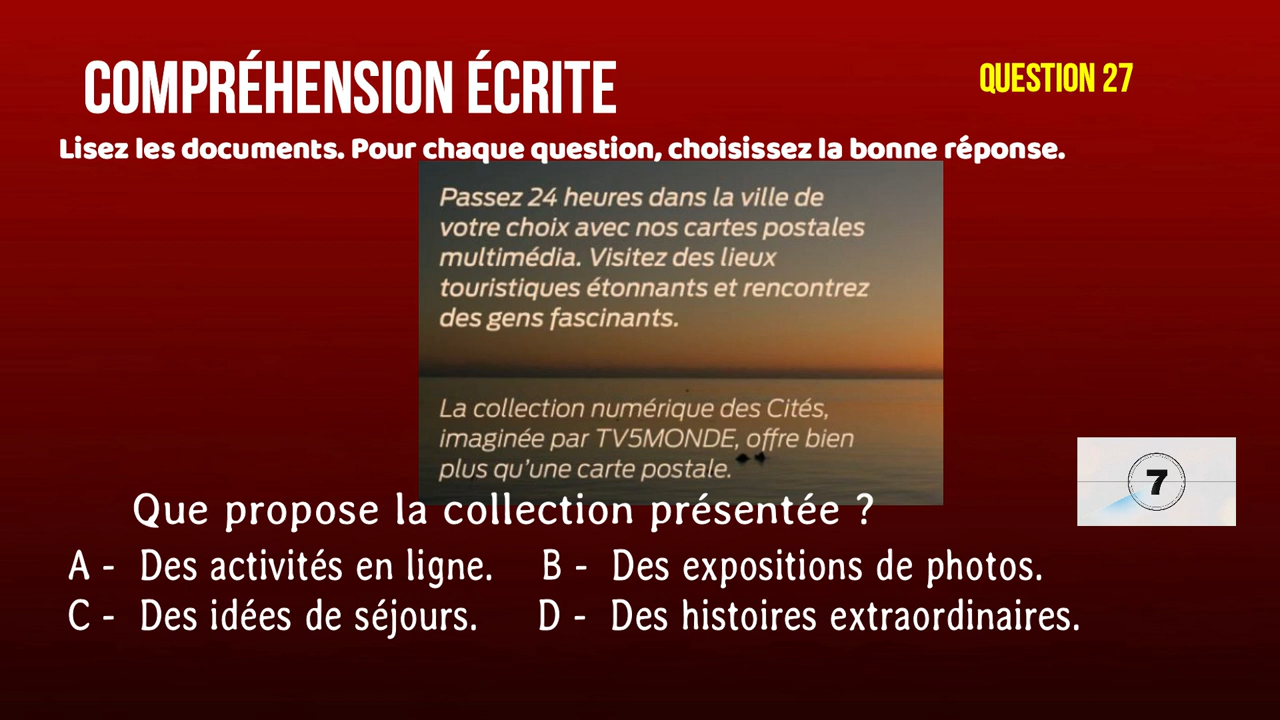 COMPRÉHENSION ÉCRITE
QUESTION 27
Lisez les documents. Pour chaque question, choisissez la bonne réponse.
Passez 24 heures dans la ville de
votre choix avec nos cartes postales
multimédia. Visitez des lieux
touristiques étonnants et rencontrez
des gens fascinants.
La collection numérique des Cités,
imaginée par TV5MONDE, offre bien
plus qu'une carte postale.
7
Que propose la collection présentée ?
A - Des activités en ligne. B - Des expositions de photos.
C - Des idées de séjours. D - Des histoires extraordinaires.